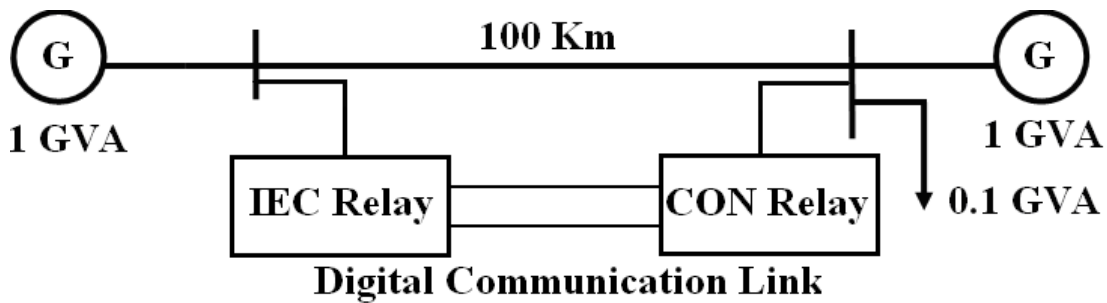 G
100 Km
G
1 GVA
1 GVA
IEC Relay
CON Relay
0.1 GVA
Digital Communication Link